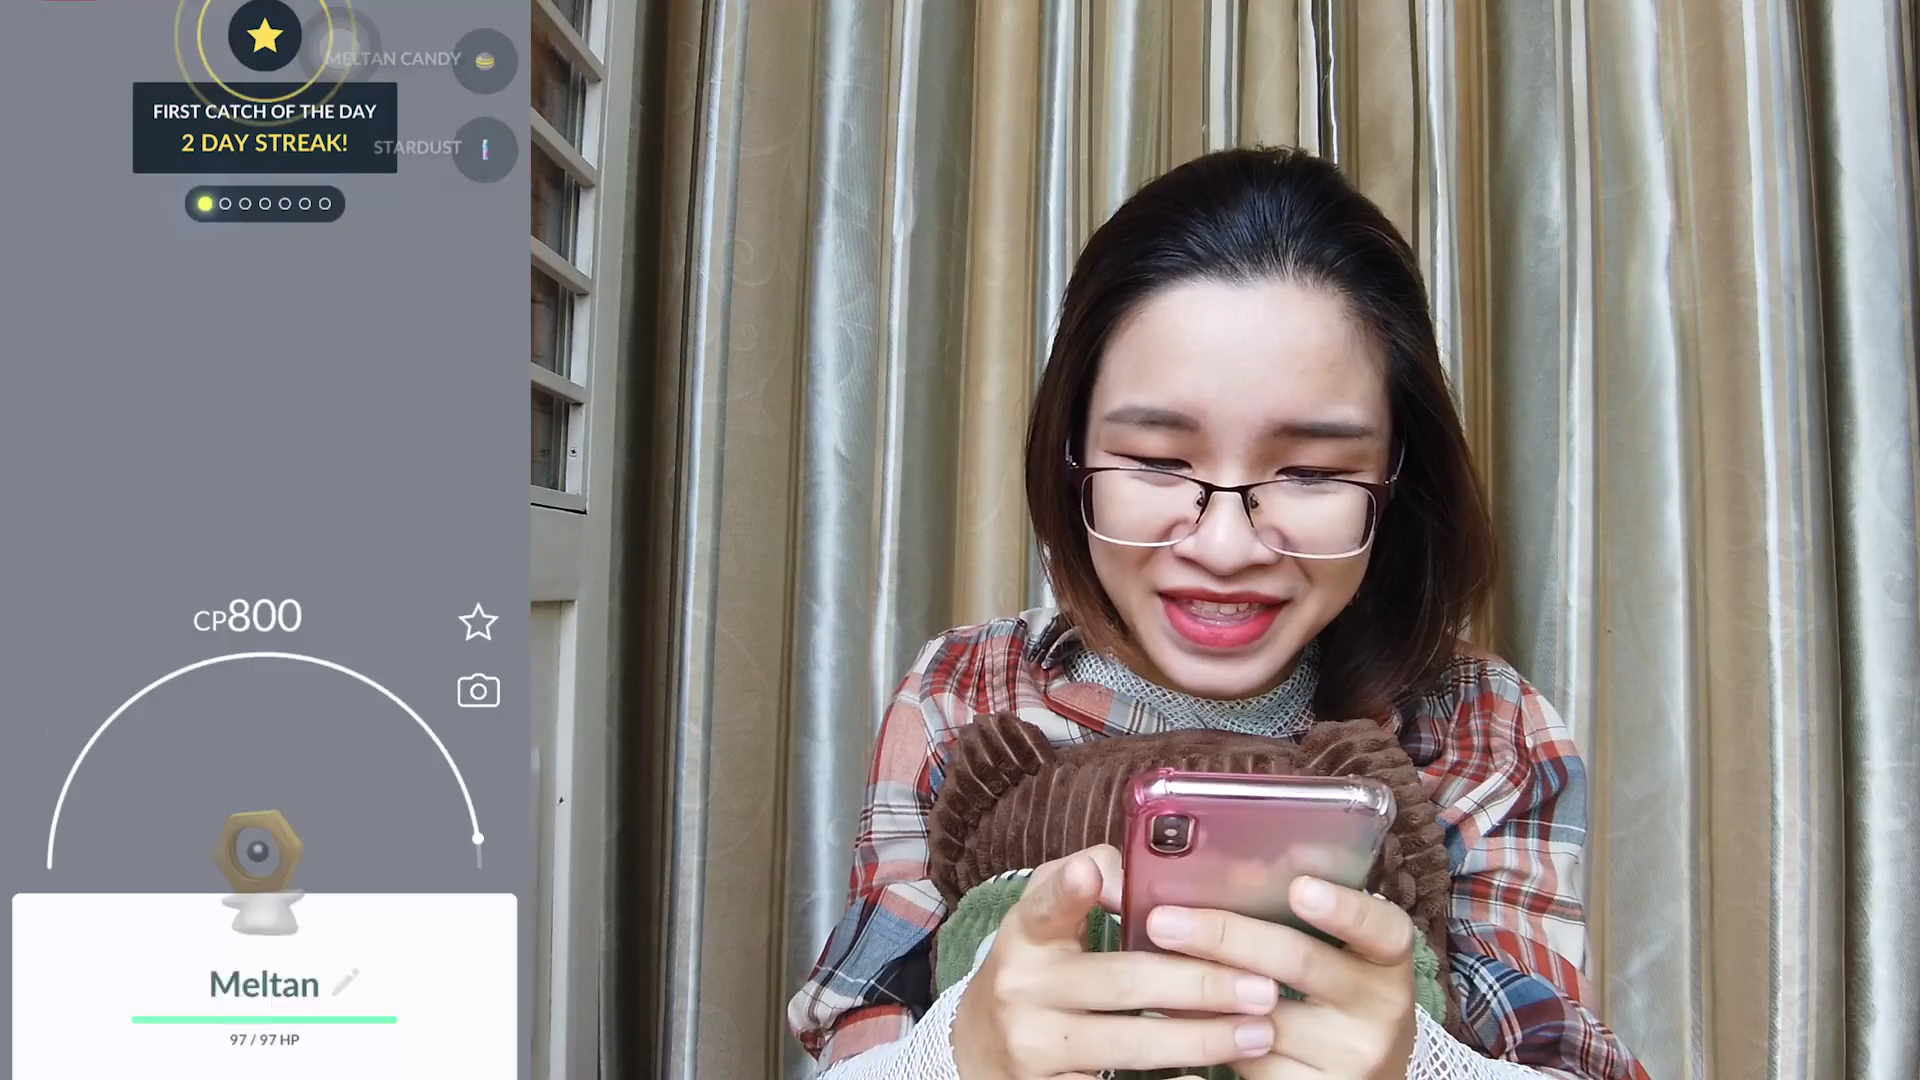 MELTAN CANDY
FIRST CATCH OF THE DAY
2 DAY STREAK!
STARDUST
CP800
Meltan
97 / 97 HP